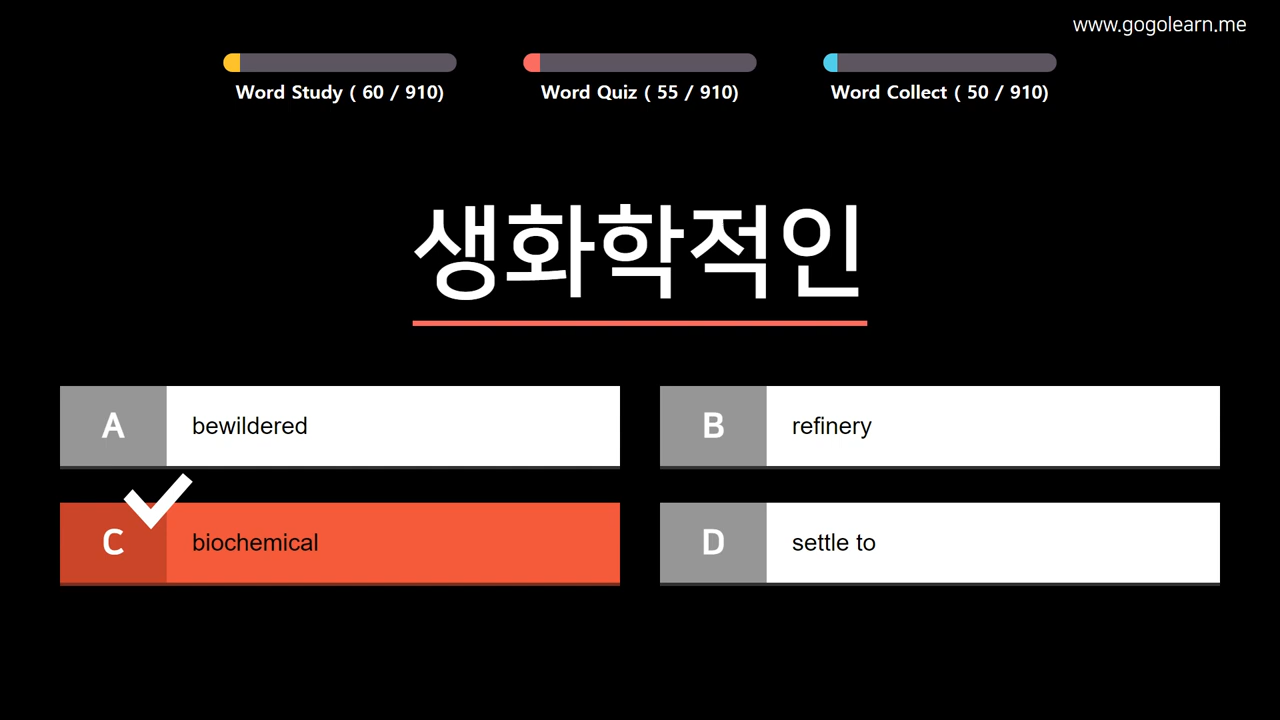 www.gogolearn.me
Word Study ( 60 / 910)
Word Quiz ( 55 / 910)
Word Collect ( 50 / 910)
생화학적인
A bewildered
B refinery
C biochemical
D settle to